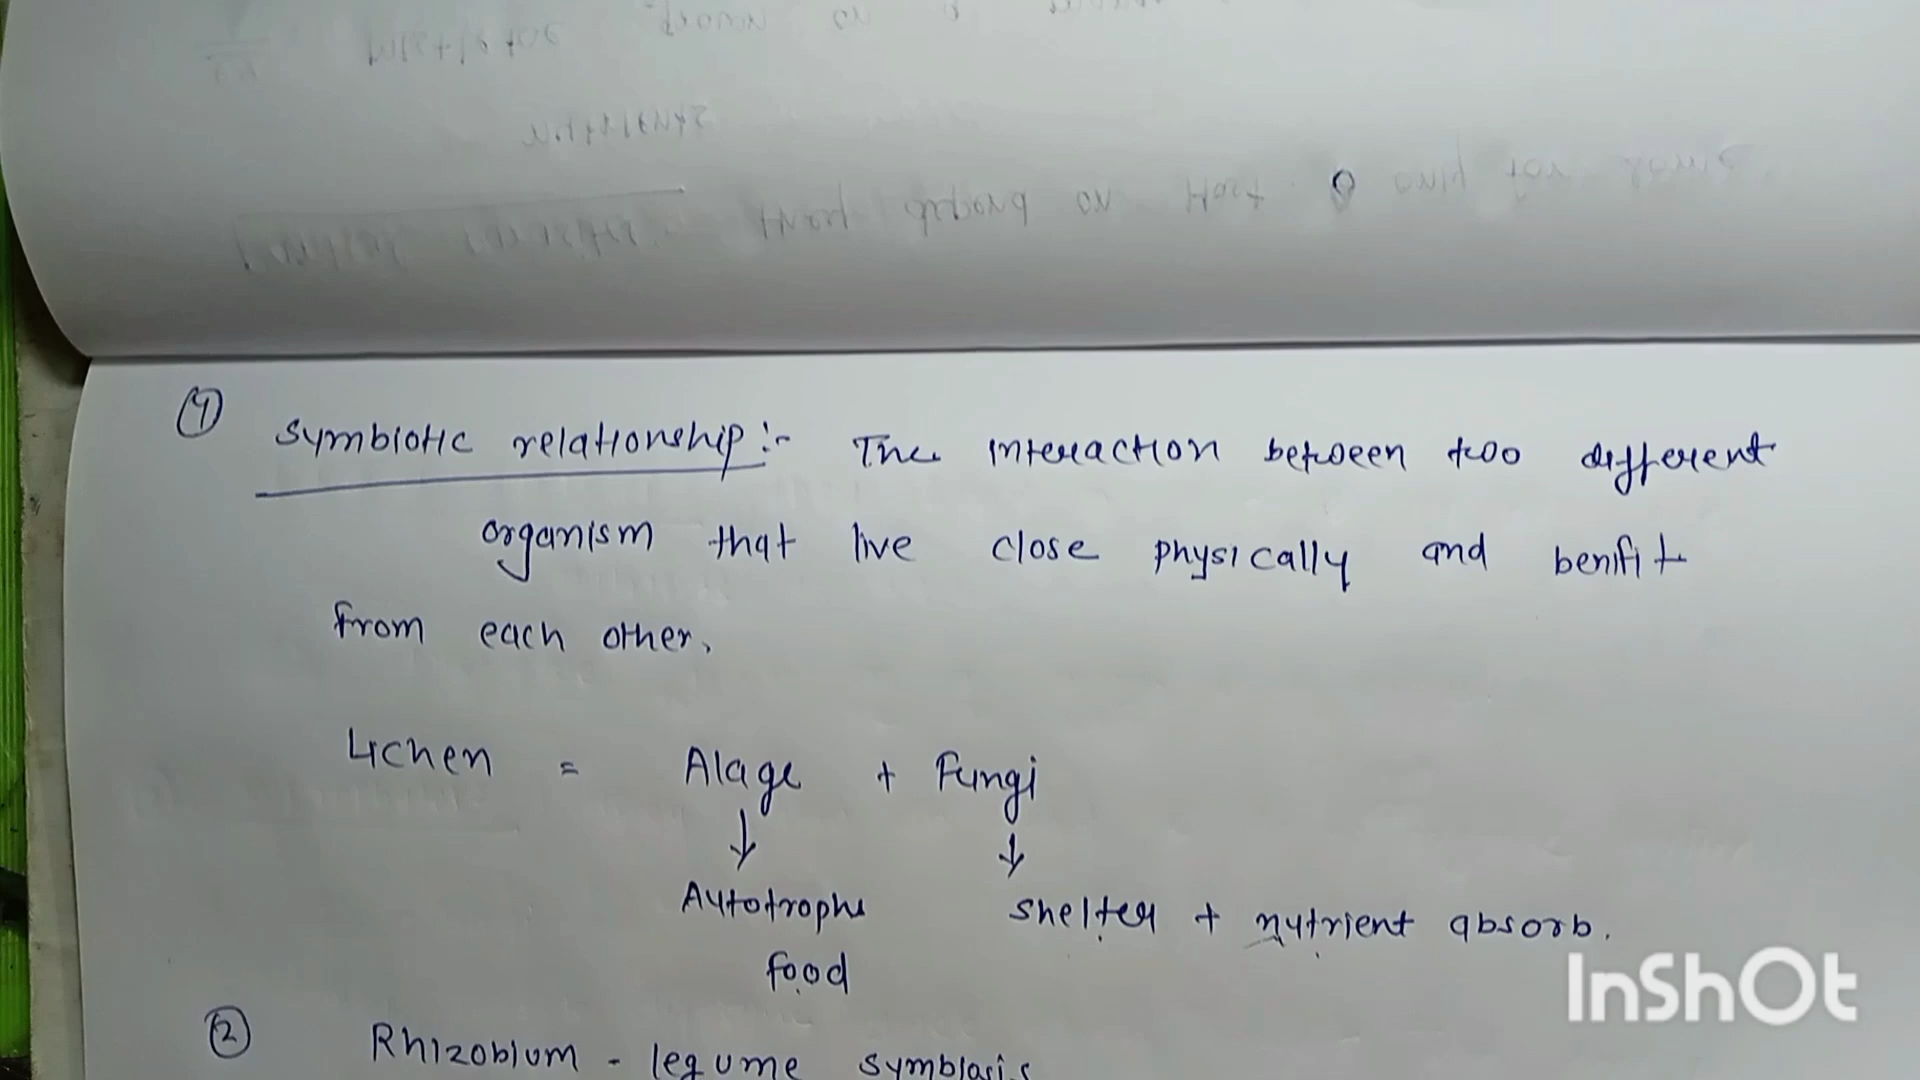 ① Symbiotic relationship :- The interaction between two different
organism that live close physically and benifit
from each other.
Lichen = Alage + Fungi
↓ ↓
Autotrophs shelter + nutrient absorb.
food
② Rhizobium - legume symbiosis
InShOt